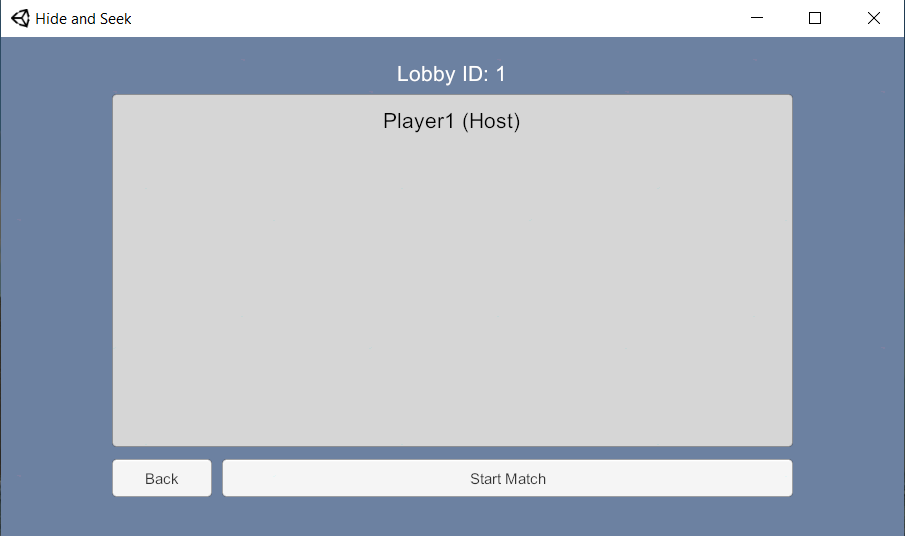 Hide and Seek
Lobby ID: 1
Player1 (Host)
Back
Start Match